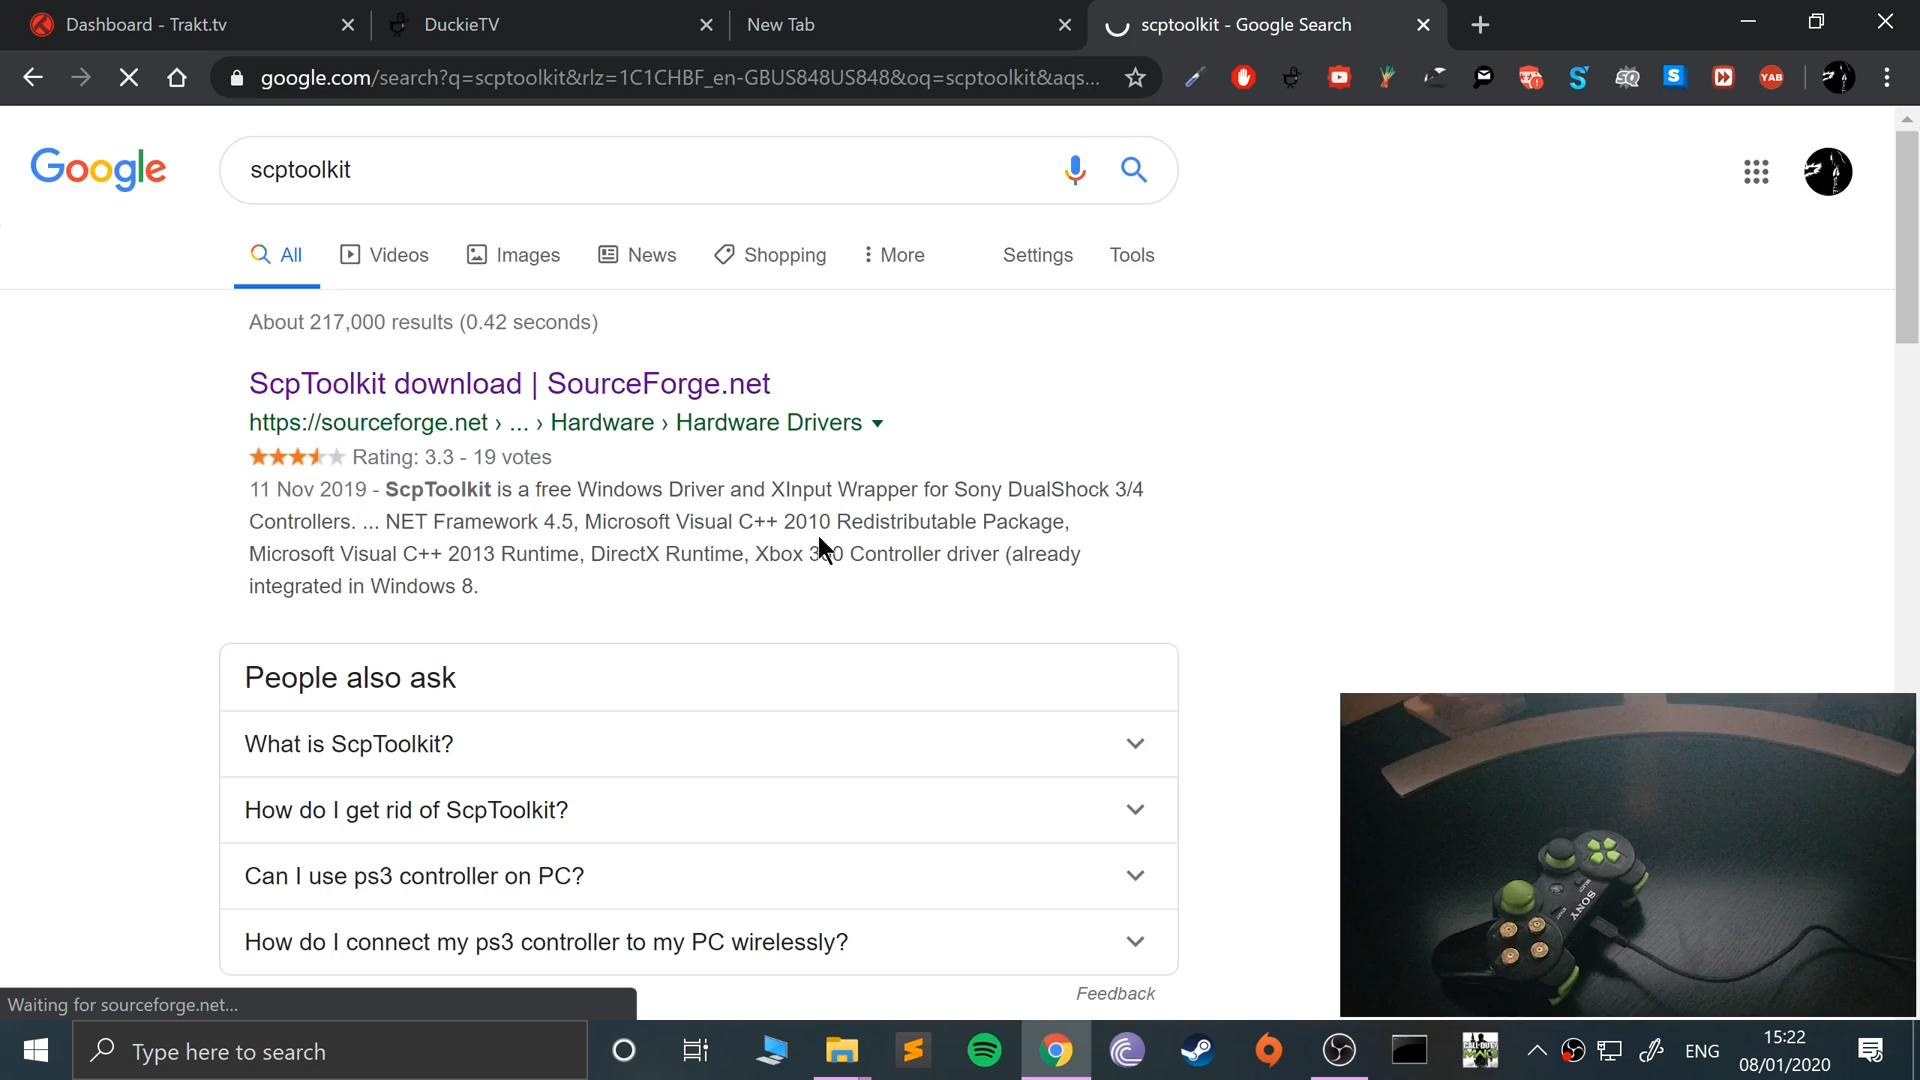 Dashboard - Trakt.tv
DuckieTV
New Tab
scptoolkit - Google Search
google.com/search?q=scptoolkit&rlz=1C1CHBF_en-GBUS848US848&oq=scptoolkit&aqs...
YAB
Google
scptoolkit
All
Videos
Images
News
Shopping
More
Settings
Tools
About 217,000 results (0.42 seconds)
ScpToolkit download | SourceForge.net
https://sourceforge.net › ... › Hardware › Hardware Drivers
Rating: 3.3 - 19 votes
11 Nov 2019 - ScpToolkit is a free Windows Driver and XInput Wrapper for Sony DualShock 3/4
Controllers. ... NET Framework 4.5, Microsoft Visual C++ 2010 Redistributable Package,
Microsoft Visual C++ 2013 Runtime, DirectX Runtime, Xbox 360 Controller driver (already
integrated in Windows 8.
People also ask
What is ScpToolkit?
How do I get rid of ScpToolkit?
Can I use ps3 controller on PC?
How do I connect my ps3 controller to my PC wirelessly?
Feedback
SONY
Waiting for sourceforge.net...
Type here to search
ENG
15:22
08/01/2020